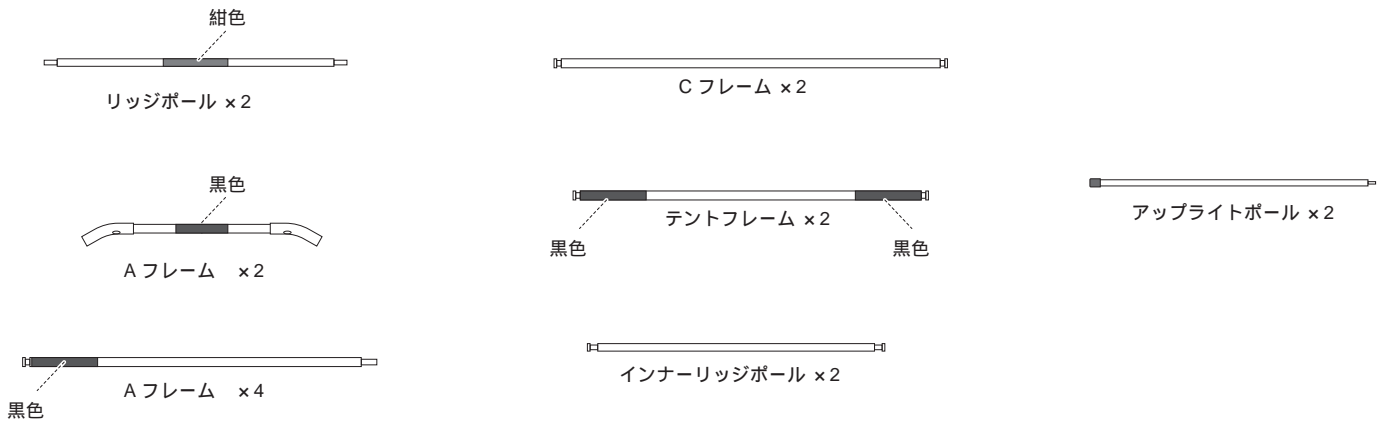 紺色
リッジポール ×2
黒色
A フレーム ×2
黒色
A フレーム ×4
C フレーム ×2
黒色
テントフレーム ×2
黒色
インナーリッジポール ×2
アップライトポール ×2